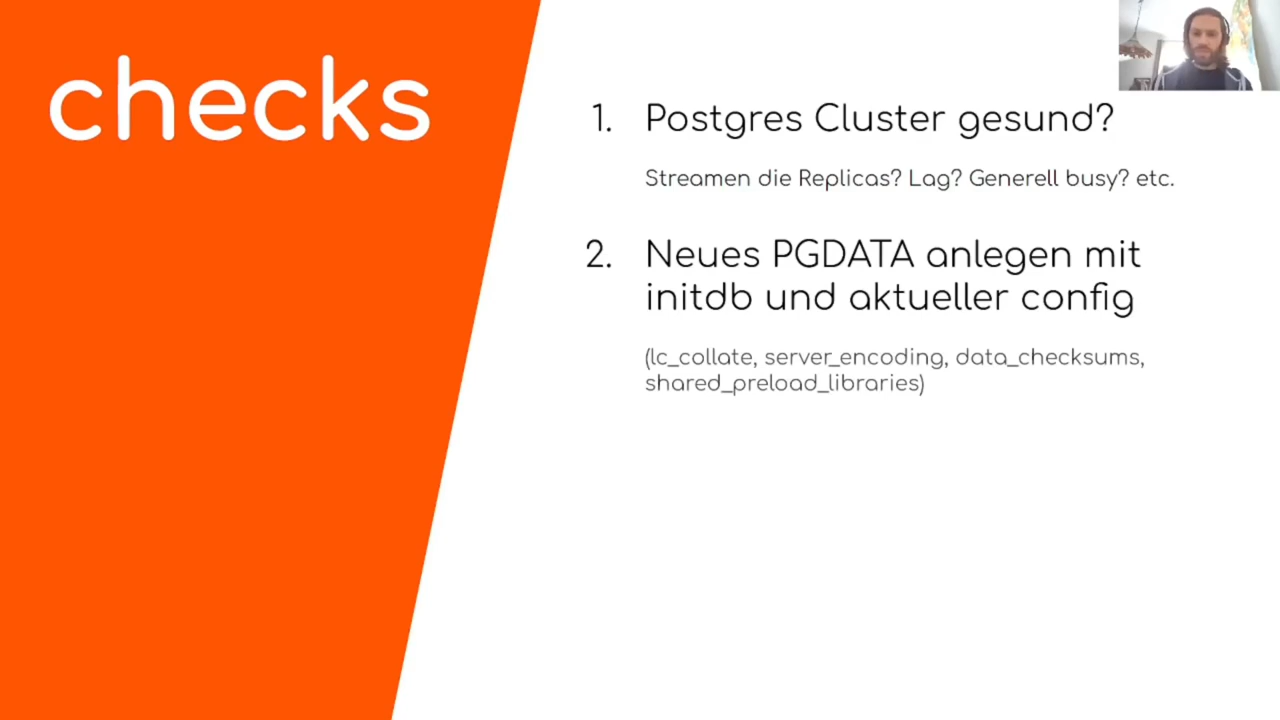 checks
1. Postgres Cluster gesund?
Streamen die Replicas? Lag? Generell busy? etc.
2. Neues PGDATA anlegen mit
initdb und aktueller config
(lc_collate, server_encoding, data_checksums,
shared_preload_libraries)